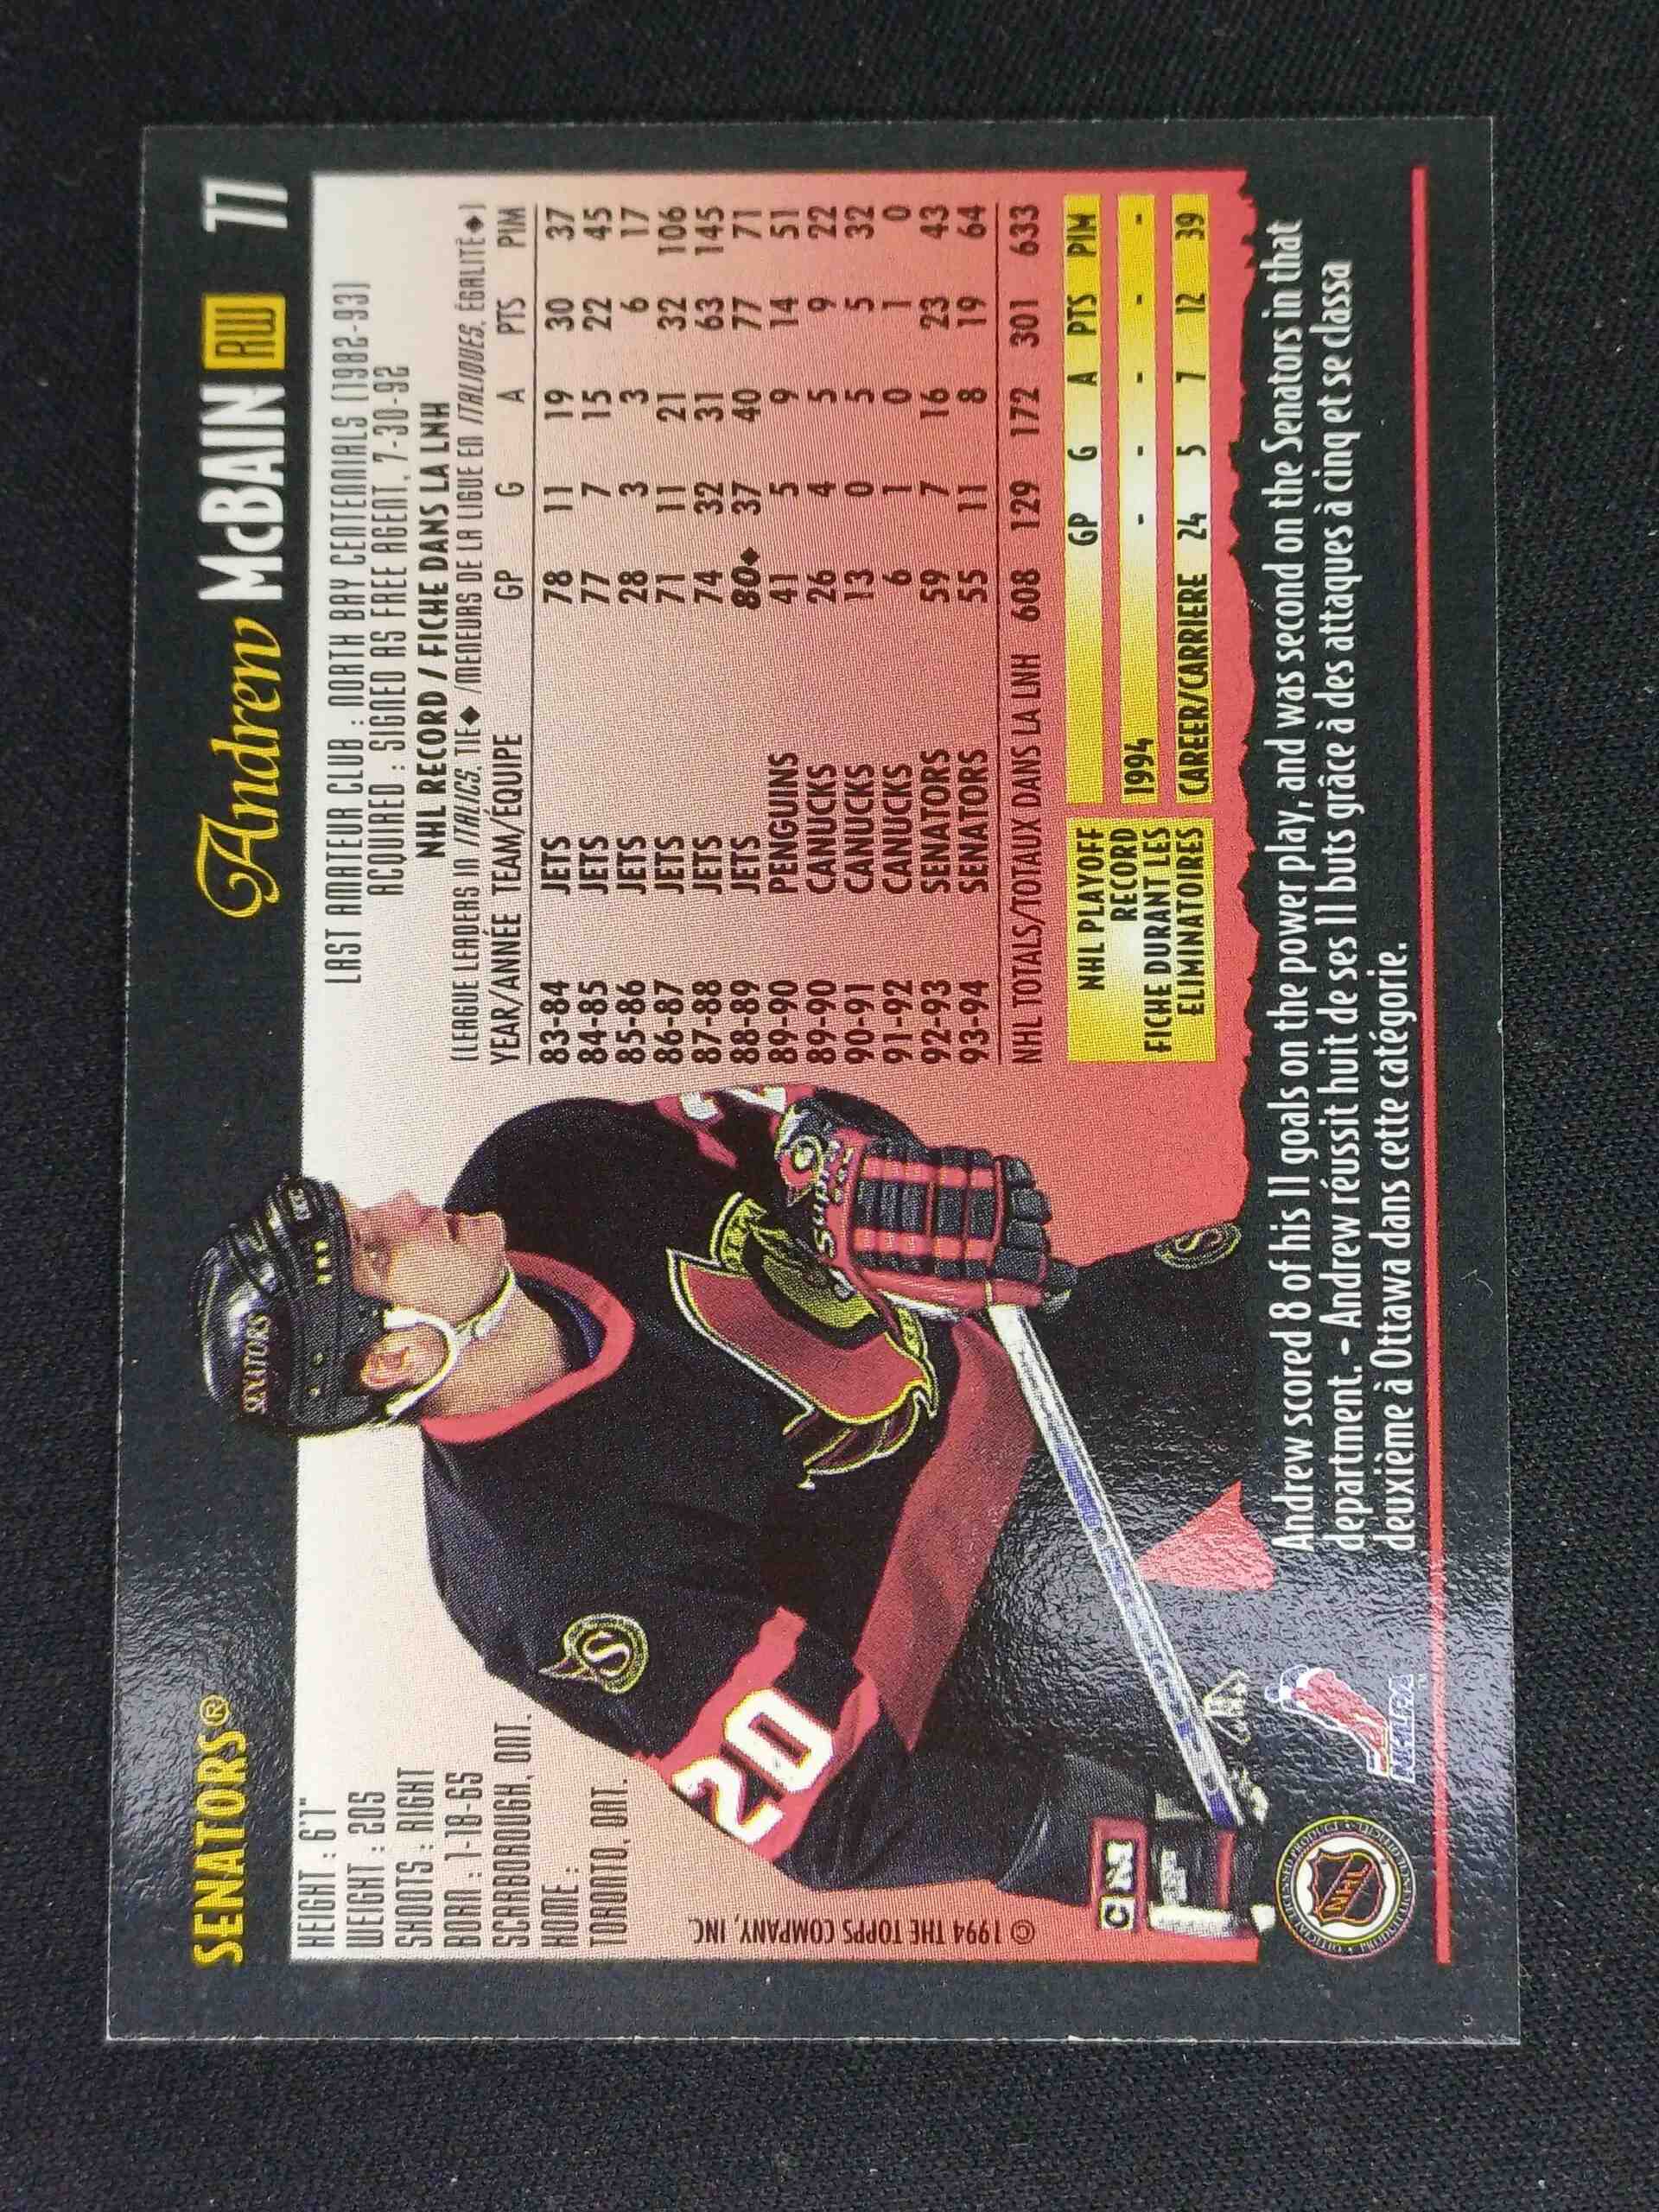 SENATORS®
Andrew McBAIN RW 77
HEIGHT : 6'1"
WEIGHT : 205
SHOOTS : RIGHT
BORN : 1-18-65
SCARBOROUGH, ONT.
HOME :
TORONTO, ONT.
© 1994 THE TOPPS COMPANY, INC.
SENATORS
20
S
S
CCM
LAST AMATEUR CLUB : NORTH BAY CENTENNIALS (1982-93)
ACQUIRED : SIGNED AS FREE AGENT, 7-30-92
NHL RECORD / FICHE DANS LA LNH
(LEAGUE LEADERS IN ITALICS, TIE◆ /MENEURS DE LA LIGUE EN ITALIQUES, ÉGALITÉ◆)
YEAR/ANNÉE TEAM/ÉQUIPE GP G A PTS PIM
83-84 JETS 78 11 19 30 37
84-85 JETS 77 7 15 22 45
85-86 JETS 28 3 3 6 17
86-87 JETS 71 11 21 32 106
87-88 JETS 74 32 31 63 145
88-89 JETS 80◆ 37 40 77 71
89-90 PENGUINS 41 5 9 14 51
89-90 CANUCKS 26 4 5 9 22
90-91 CANUCKS 13 0 5 5 32
91-92 CANUCKS 6 1 0 1 0
92-93 SENATORS 59 7 16 23 43
93-94 SENATORS 55 11 8 19 64
NHL TOTALS/TOTAUX DANS LA LNH 608 129 172 301 633
NHL PLAYOFF
RECORD
FICHE DURANT LES
ELIMINATOIRES
GP G A PTS PIM
1994 - - - - -
CAREER/CARRIERE 24 5 7 12 39
Andrew scored 8 of his 11 goals on the power play, and was second on the Senators in that
department. - Andrew réussit huit de ses 11 buts grâce à des attaques à cinq et se classa
deuxième à Ottawa dans cette catégorie.
NHL
NHLPA